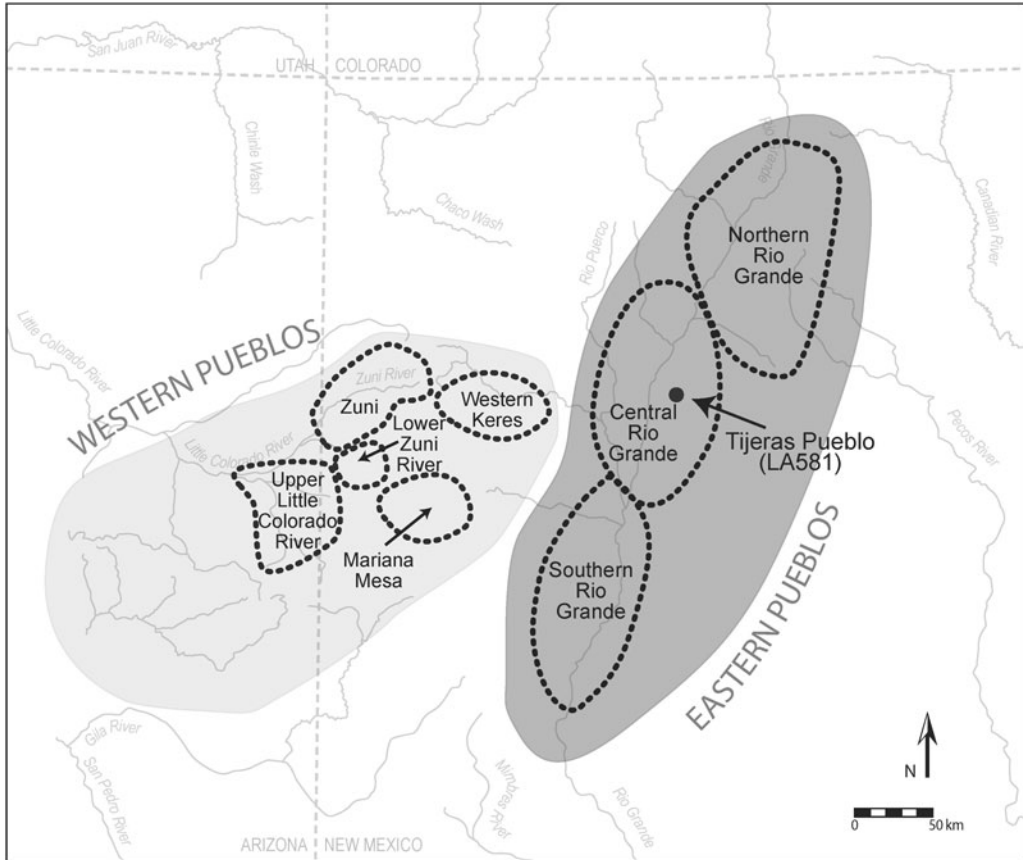 San Juan River
UTAH
COLORADO
Chinle Wash
Chaco Wash
Rio Puerco
Rio Grande
Canadian River
Northern
Rio
Grande
Little Colorado River
WESTERN PUEBLOS
Zuni River
Zuni
Western
Keres
Lower
Zuni
River
Little Colorado River
Upper
Little
Colorado
River
Mariana
Mesa
Central
Rio
Grande
Tijeras Pueblo
(LA581)
Pecos River
Southern
Rio
Grande
EASTERN PUEBLOS
Gila River
San Pedro River
Mimbres River
Rio Grande
ARIZONA
NEW MEXICO
N
0 50 km